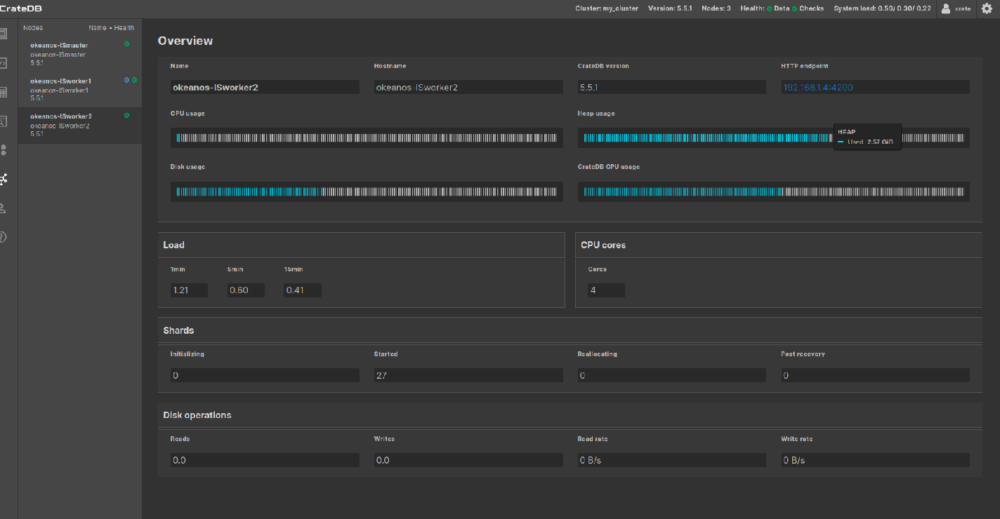 CrateDB
Cluster: my_cluster Version: 5.5.1 Nodes: 3 Health: Data Checks System load: 0.59/ 0.30/ 0.22 crate
Nodes Name • Health
okeanos-ISmaster
okeanos-ISmaster
5.5.1
okeanos-ISworker1
okeanos-ISworker1
5.5.1
okeanos-ISworker2
okeanos-ISworker2
5.5.1
Overview
Name Hostname CrateDB version HTTP endpoint
okeanos-ISworker2 okeanos-ISworker2 5.5.1 192.168.1.4:4200
CPU usage Heap usage
HEAP
Used 2.57 GiB
Disk usage CrateDB CPU usage
Load CPU cores
1min 5min 15min Cores
1.21 0.60 0.41 4
Shards
Initializing Started Reallocating Post recovery
0 27 0 0
Disk operations
Reads Writes Read rate Write rate
0.0 0.0 0 B/s 0 B/s